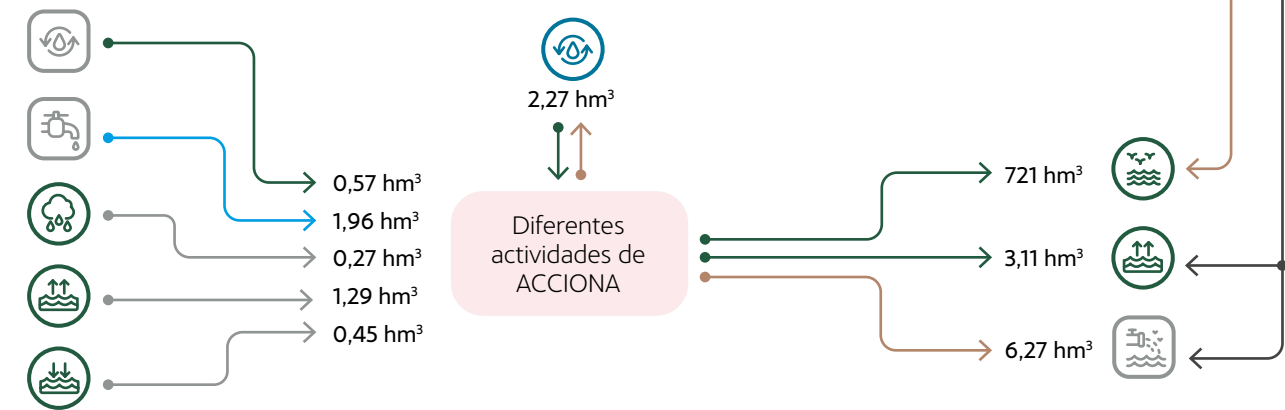 2,27 hm³
0,57 hm³
1,96 hm³
0,27 hm³
1,29 hm³
0,45 hm³
Diferentes
actividades de
ACCIONA
721 hm³
3,11 hm³
6,27 hm³